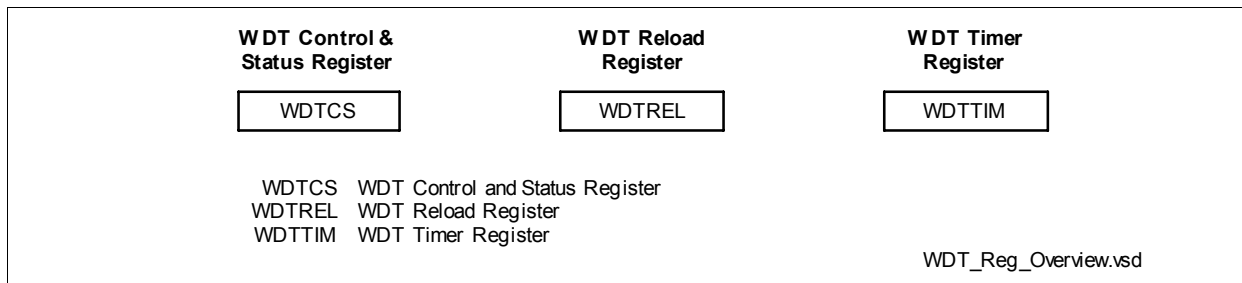 WDT Control &
Status Register
WDT Reload
Register
WDT Timer
Register
WDTCS
WDTREL
WDTTIM
WDTCS WDT Control and Status Register
WDTREL WDT Reload Register
WDTTIM WDT Timer Register
WDT_Reg_Overview.vsd